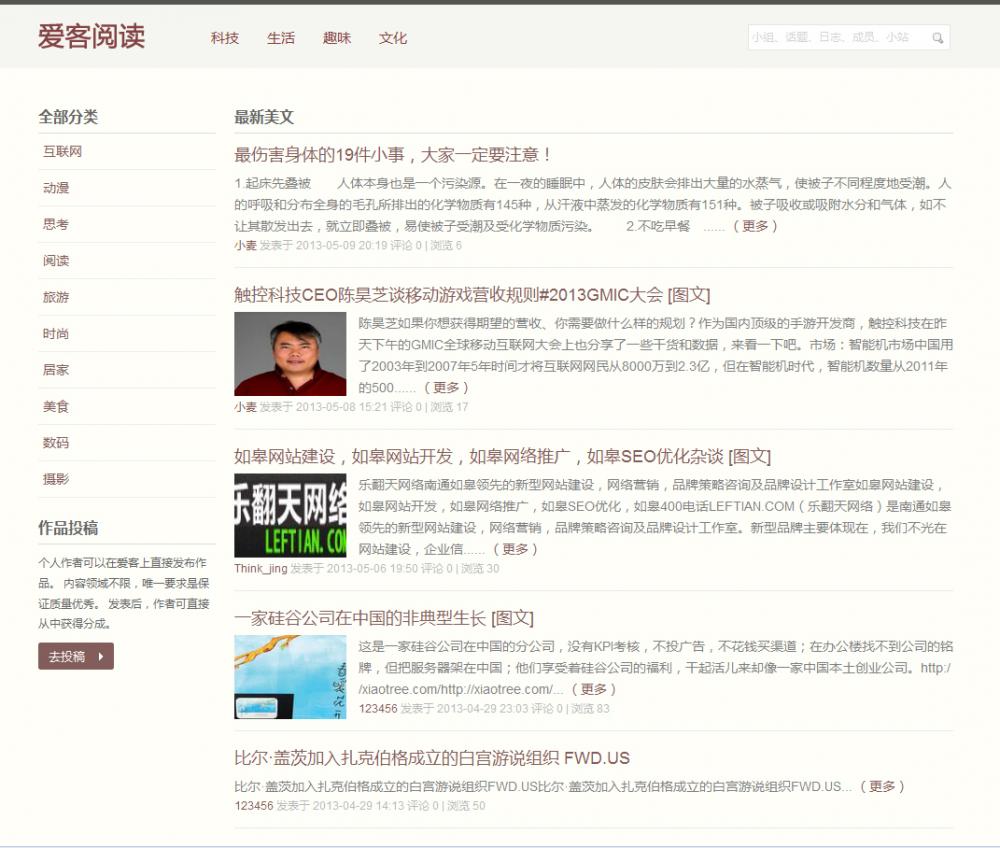 爱客阅读
科技 生活 趣味 文化
小组、话题、日志、成员、小站
全部分类
互联网
动漫
思考
阅读
旅游
时尚
居家
美食
数码
摄影
作品投稿
个人作者可以在爱客上直接发布作
品。 内容领域不限，唯一要求是保
证质量优秀。 发表后，作者可直接
从中获得分成。
去投稿
最新美文
最伤害身体的19件小事，大家一定要注意！
1.起床先叠被 人体本身也是一个污染源。在一夜的睡眠中，人体的皮肤会排出大量的水蒸气，使被子不同程度地受潮。人
的呼吸和分布全身的毛孔所排出的化学物质有145种，从汗液中蒸发的化学物质有151种。被子吸收或吸附水分和气体，如不
让其散发出去，就立即叠被，易使被子受潮及受化学物质污染。 2.不吃早餐 ......（更多）
小麦 发表于 2013-05-09 20:19 评论 0 | 浏览 6
触控科技CEO陈昊芝谈移动游戏营收规则#2013GMIC大会 [图文]
陈昊芝如果你想获得期望的营收、你需要做什么样的规划？作为国内顶级的手游开发商，触控科技在昨
天下午的GMIC全球移动互联网大会上也分享了一些干货和数据，来看一下吧。市场：智能机市场中国用
了2003年到2007年5年时间才将互联网网民从8000万到2.3亿，但在智能机时代，智能机数量从2011年
的500......（更多）
小麦 发表于 2013-05-08 15:21 评论 0 | 浏览 17
如皋网站建设，如皋网站开发，如皋网络推广，如皋SEO优化杂谈 [图文]
乐翻天网络
LEFTIAN.CO
乐翻天网络南通如皋领先的新型网站建设，网络营销，品牌策略咨询及品牌设计工作室如皋网站建设，
如皋网站开发，如皋网络推广，如皋SEO优化，如皋400电话LEFTIAN.COM（乐翻天网络）是南通如皋
领先的新型网站建设，网络营销，品牌策略咨询及品牌设计工作室。新型品牌主要体现在，我们不光在
网站建设，企业信......（更多）
Think_jing 发表于 2013-05-06 19:50 评论 0 | 浏览 30
一家硅谷公司在中国的非典型生长 [图文]
这是一家硅谷公司在中国的分公司，没有KPI考核，不投广告，不花钱买渠道；在办公楼找不到公司的铭
牌，但把服务器架在中国；他们享受着硅谷公司的福利，干起活儿来却像一家中国本土创业公司。http:/
/xiaotree.com/http://xiaotree.com/...（更多）
123456 发表于 2013-04-29 23:03 评论 0 | 浏览 83
比尔·盖茨加入扎克伯格成立的白宫游说组织 FWD.US
比尔·盖茨加入扎克伯格成立的白宫游说组织FWD.US比尔·盖茨加入扎克伯格成立的白宫游说组织FWD.US...（更多）
123456 发表于 2013-04-29 14:13 评论 0 | 浏览 50